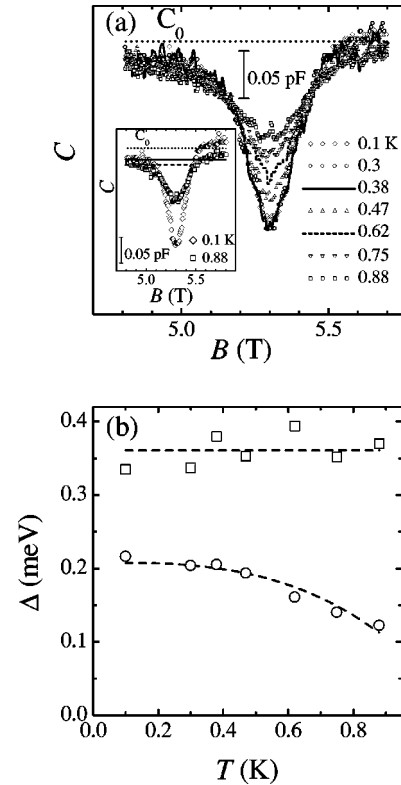 (a)
C₀
0.05 pF
C
0.1 K
0.3
0.38
0.47
0.62
0.75
0.88
C₀
C
0.05 pF
0.1 K
0.88
5.0 5.5
B (T)
5.0 5.5
B (T)
(b)
0.4
0.3
0.2
0.1
0.0
Δ (meV)
0.0 0.2 0.4 0.6 0.8
T (K)